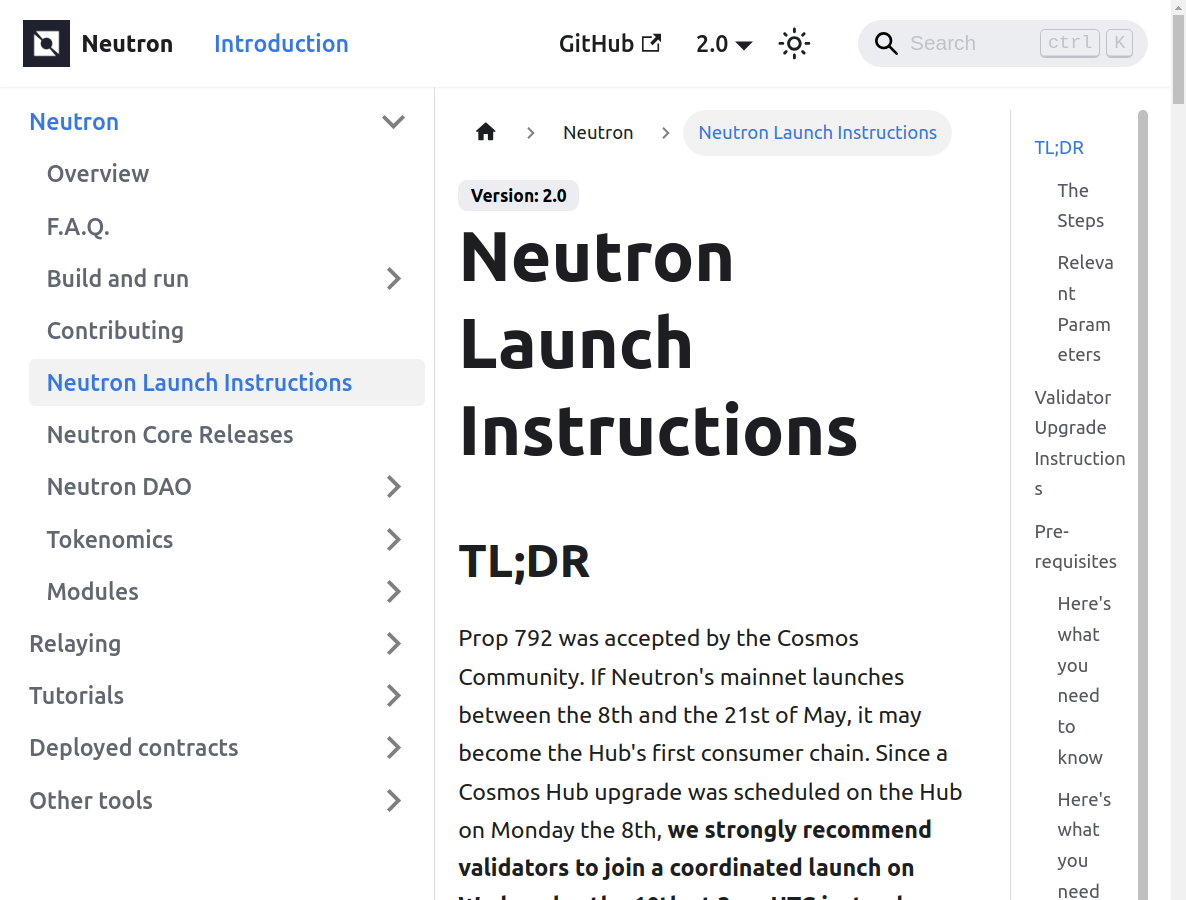 Neutron
Introduction
GitHub
2.0
Search
ctrl
K
Neutron
Overview
F.A.Q.
Build and run
Contributing
Neutron Launch Instructions
Neutron Core Releases
Neutron DAO
Tokenomics
Modules
Relaying
Tutorials
Deployed contracts
Other tools
Neutron
Neutron Launch Instructions
Version: 2.0
Neutron
Launch
Instructions
TL;DR
Prop 792 was accepted by the Cosmos
Community. If Neutron's mainnet launches
between the 8th and the 21st of May, it may
become the Hub's first consumer chain. Since a
Cosmos Hub upgrade was scheduled on the Hub
on Monday the 8th, we strongly recommend
validators to join a coordinated launch on
TL;DR
The
Steps
Releva
nt
Param
eters
Validator
Upgrade
Instruction
s
Pre-
requisites
Here's
what
you
need
to
know
Here's
what
you
need